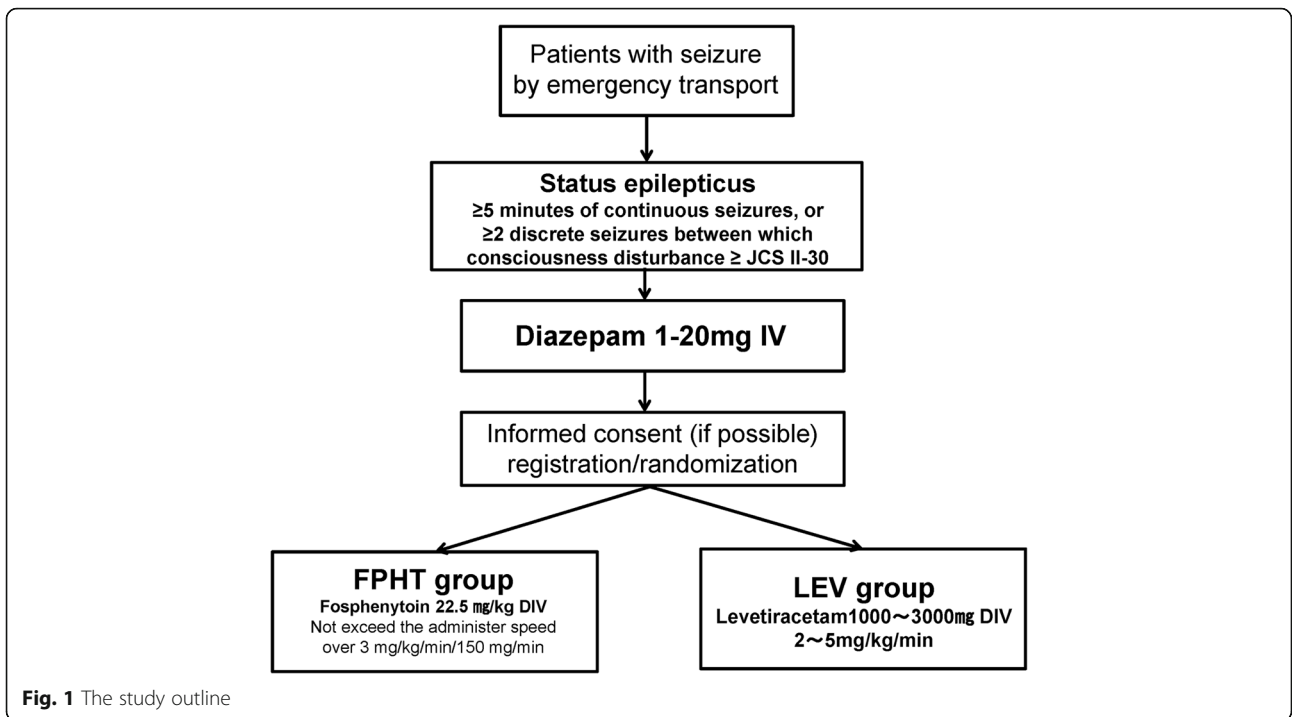 Patients with seizure
by emergency transport
Status epilepticus
≥5 minutes of continuous seizures, or
≥2 discrete seizures between which
consciousness disturbance ≥ JCS II-30
Diazepam 1-20mg IV
Informed consent (if possible)
registration/randomization
FPHT group
Fosphenytoin 22.5 ㎎/kg DIV
Not exceed the administer speed
over 3 mg/kg/min/150 mg/min
LEV group
Levetiracetam1000～3000㎎ DIV
2～5mg/kg/min
Fig. 1 The study outline